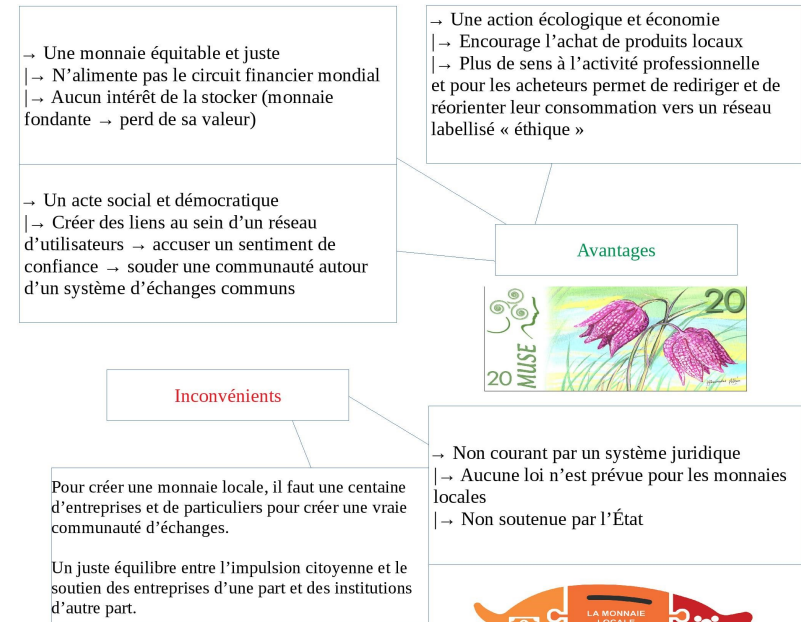 → Une monnaie équitable et juste
|→ N’alimente pas le circuit financier mondial
|→ Aucun intérêt de la stocker (monnaie
fondante → perd de sa valeur)
→ Un acte social et démocratique
|→ Créer des liens au sein d’un réseau
d’utilisateurs → accuser un sentiment de
confiance → souder une communauté autour
d’un système d’échanges communs
→ Une action écologique et économie
|→ Encourage l’achat de produits locaux
|→ Plus de sens à l’activité professionnelle
et pour les acheteurs permet de rediriger et de
réorienter leur consommation vers un réseau
labellisé « éthique »
Avantages
20
20
MUSE
Inconvénients
Pour créer une monnaie locale, il faut une centaine
d’entreprises et de particuliers pour créer une vraie
communauté d’échanges.
Un juste équilibre entre l’impulsion citoyenne et le
soutien des entreprises d’une part et des institutions
d’autre part.
→ Non courant par un système juridique
|→ Aucune loi n’est prévue pour les monnaies
locales
|→ Non soutenue par l’État
LA MONNAIE
LOCALE